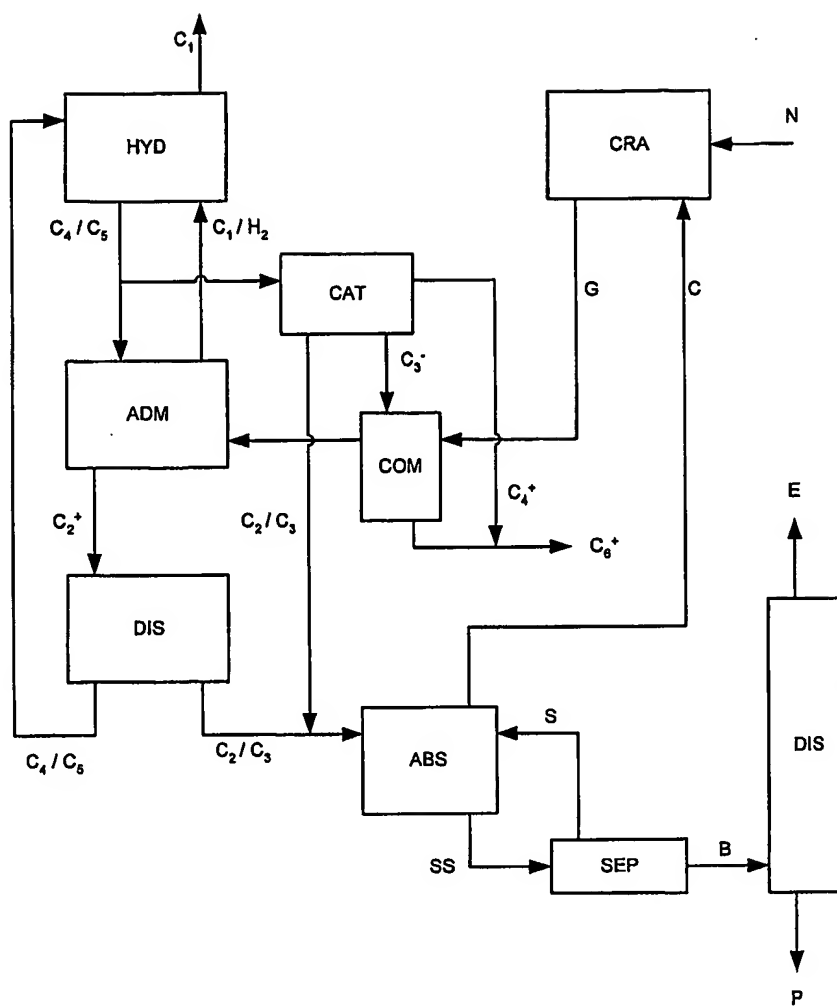 C₁
HYD
CRA
N
C₄ / C₅
C₁ / H₂
CAT
G
C
C₃⁻
ADM
COM
C₂⁺
C₂ / C₃
C₄⁺
C₆⁺
E
DIS
S
ABS
DIS
C₄ / C₅
C₂ / C₃
SS
SEP
B
P